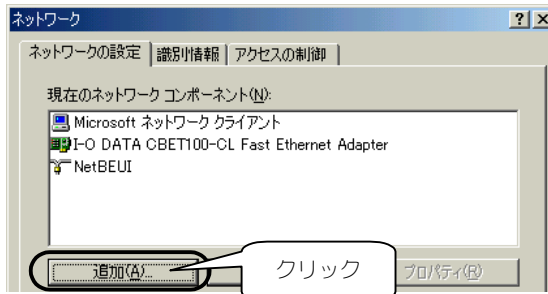 ネットワーク
ネットワークの設定 識別情報 アクセスの制御
現在のネットワーク コンポーネント(N):
Microsoft ネットワーク クライアント
I-O DATA CBET100-CL Fast Ethernet Adapter
NetBEUI
追加(A)... クリック プロパティ(R)